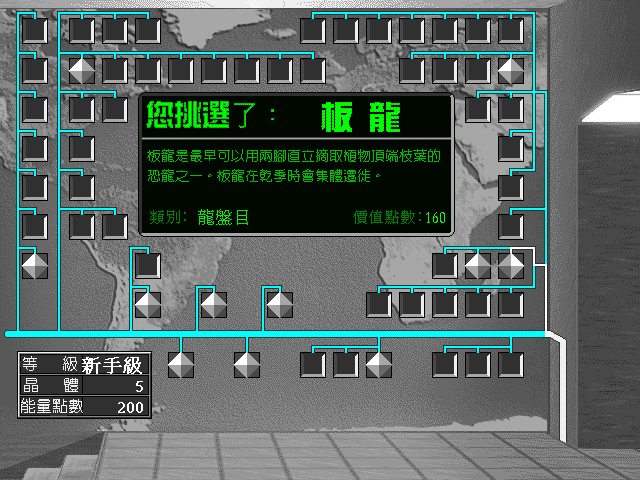 您挑選了： 板龍
板龍是最早可以用兩腳直立摘取植物頂端枝葉的
恐龍之一。板龍在乾季時會集體遷徙。
類別: 龍盤目 價值點數:160
等級 新手級
晶體 5
能量點數 200